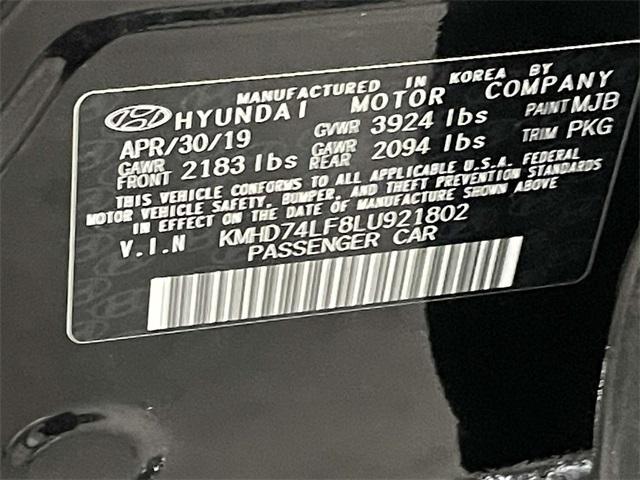 MANUFACTURED IN KOREA BY
HYUNDAI MOTOR COMPANY
APR/30/19 GVWR 3924 lbs PAINT MJB
GAWR FRONT 2183 lbs GAWR REAR 2094 lbs TRIM PKG
THIS VEHICLE CONFORMS TO ALL APPLICABLE U.S.A. FEDERAL
MOTOR VEHICLE SAFETY, BUMPER, AND THEFT PREVENTION STANDARDS
IN EFFECT ON THE DATE OF MANUFACTURE SHOWN ABOVE
V.I.N KMHD74LF8LU921802
PASSENGER CAR